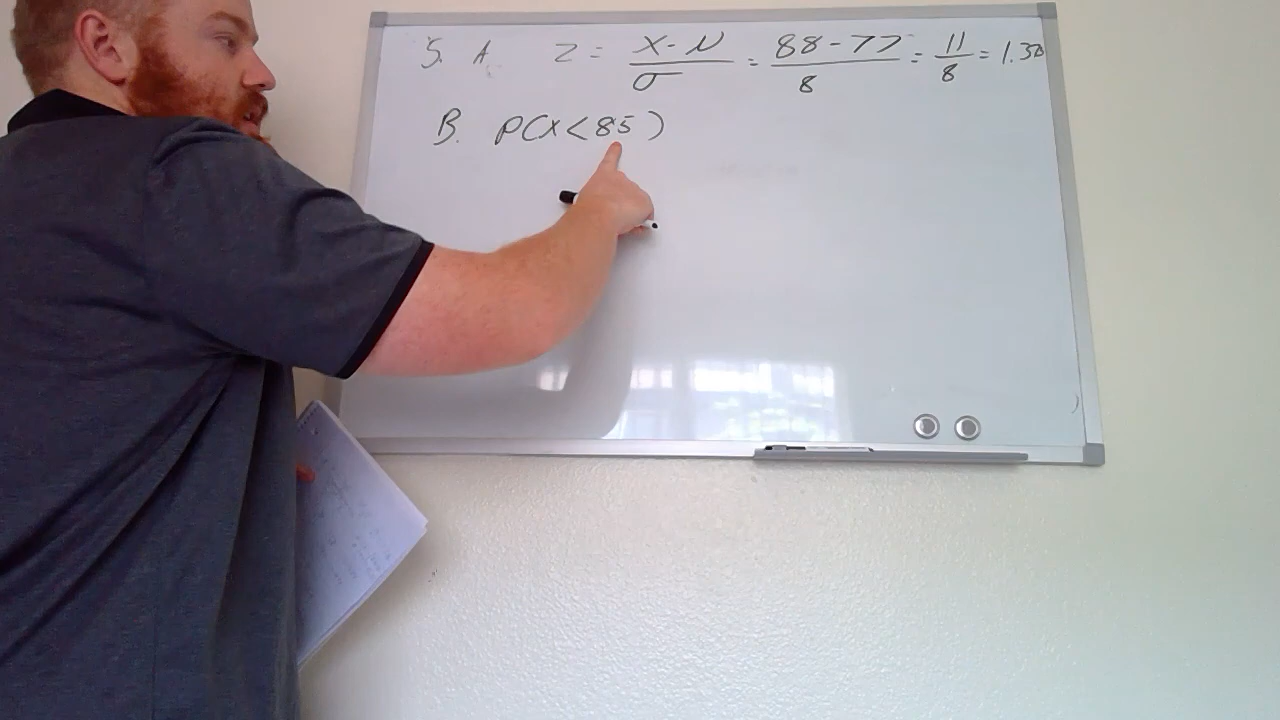 5. A. Z = X-μ/σ = 88-77/8 = 11/8 = 1.38
B. P(X<85)